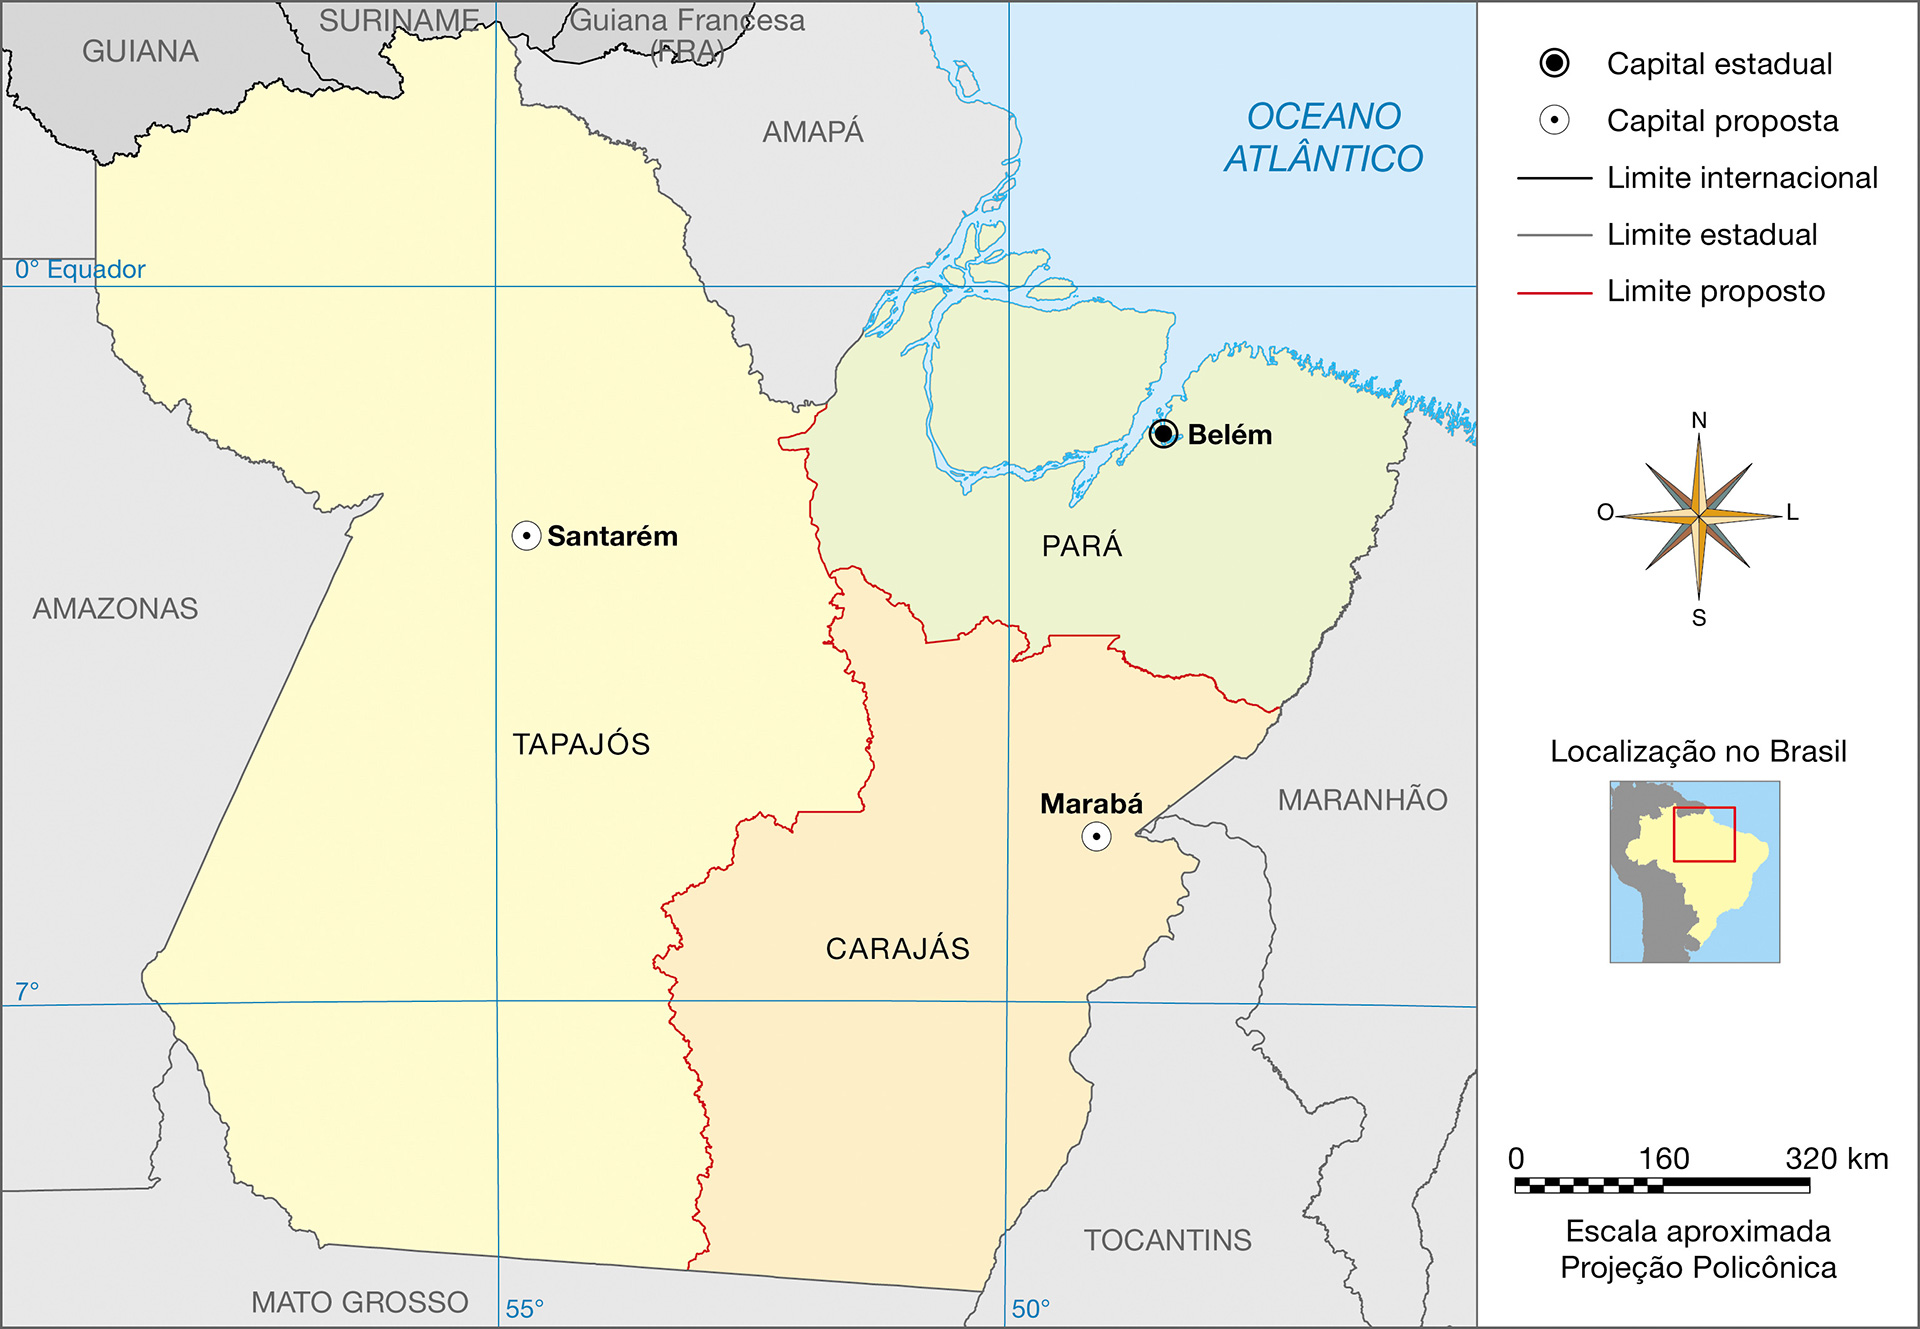 SURINAME
Guiana Francesa
(FRA)
GUIANA
AMAPÁ
OCEANO
ATLÂNTICO
0° Equador
Belém
PARÁ
Santarém
AMAZONAS
TAPAJÓS
Marabá
MARANHÃO
CARAJÁS
7°
TOCANTINS
MATO GROSSO
55°
50°
Capital estadual
Capital proposta
Limite internacional
Limite estadual
Limite proposto
N
O
L
S
Localização no Brasil
0 160 320 km
Escala aproximada
Projeção Policônica